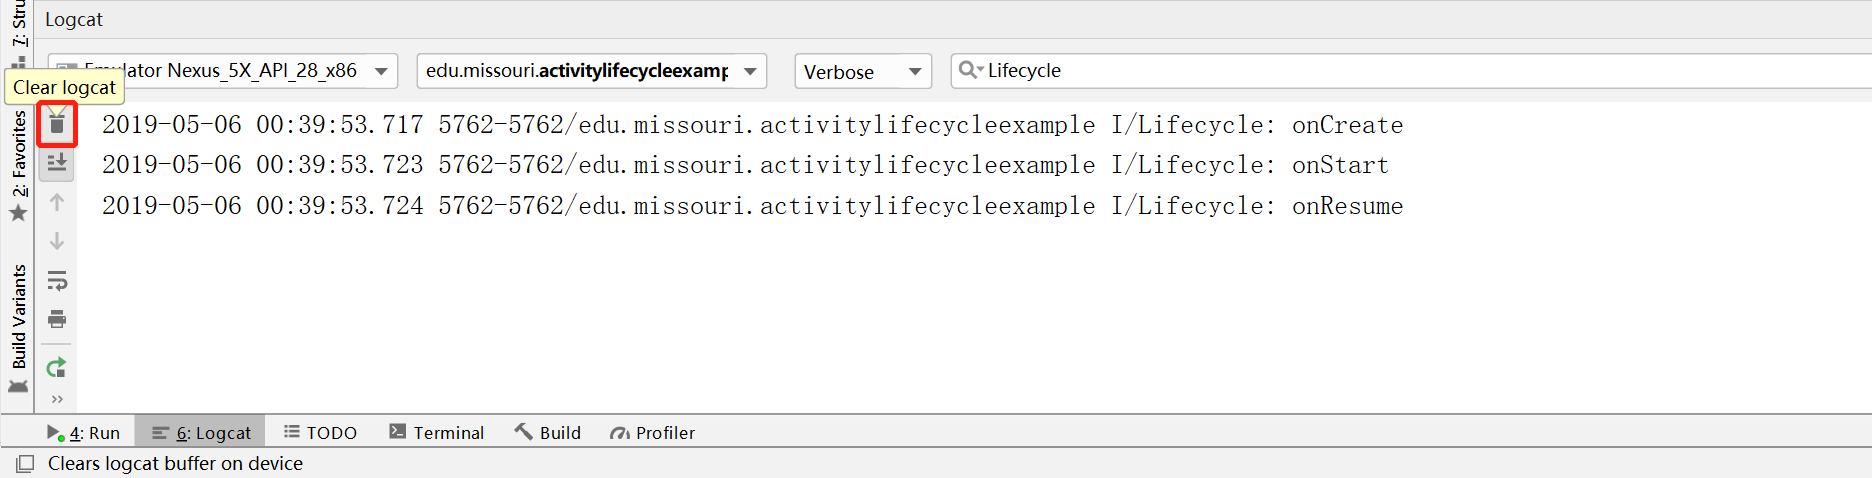 Logcat
7: Stru
Emulator Nexus_5X_API_28_x86
edu.missouri.activitylifecycleexamp
Verbose
Lifecycle
Clear logcat
2: Favorites
Build Variants
2019-05-06 00:39:53.717 5762-5762/edu.missouri.activitylifecycleexample I/Lifecycle: onCreate
2019-05-06 00:39:53.723 5762-5762/edu.missouri.activitylifecycleexample I/Lifecycle: onStart
2019-05-06 00:39:53.724 5762-5762/edu.missouri.activitylifecycleexample I/Lifecycle: onResume
4: Run 6: Logcat TODO Terminal Build Profiler
Clears logcat buffer on device